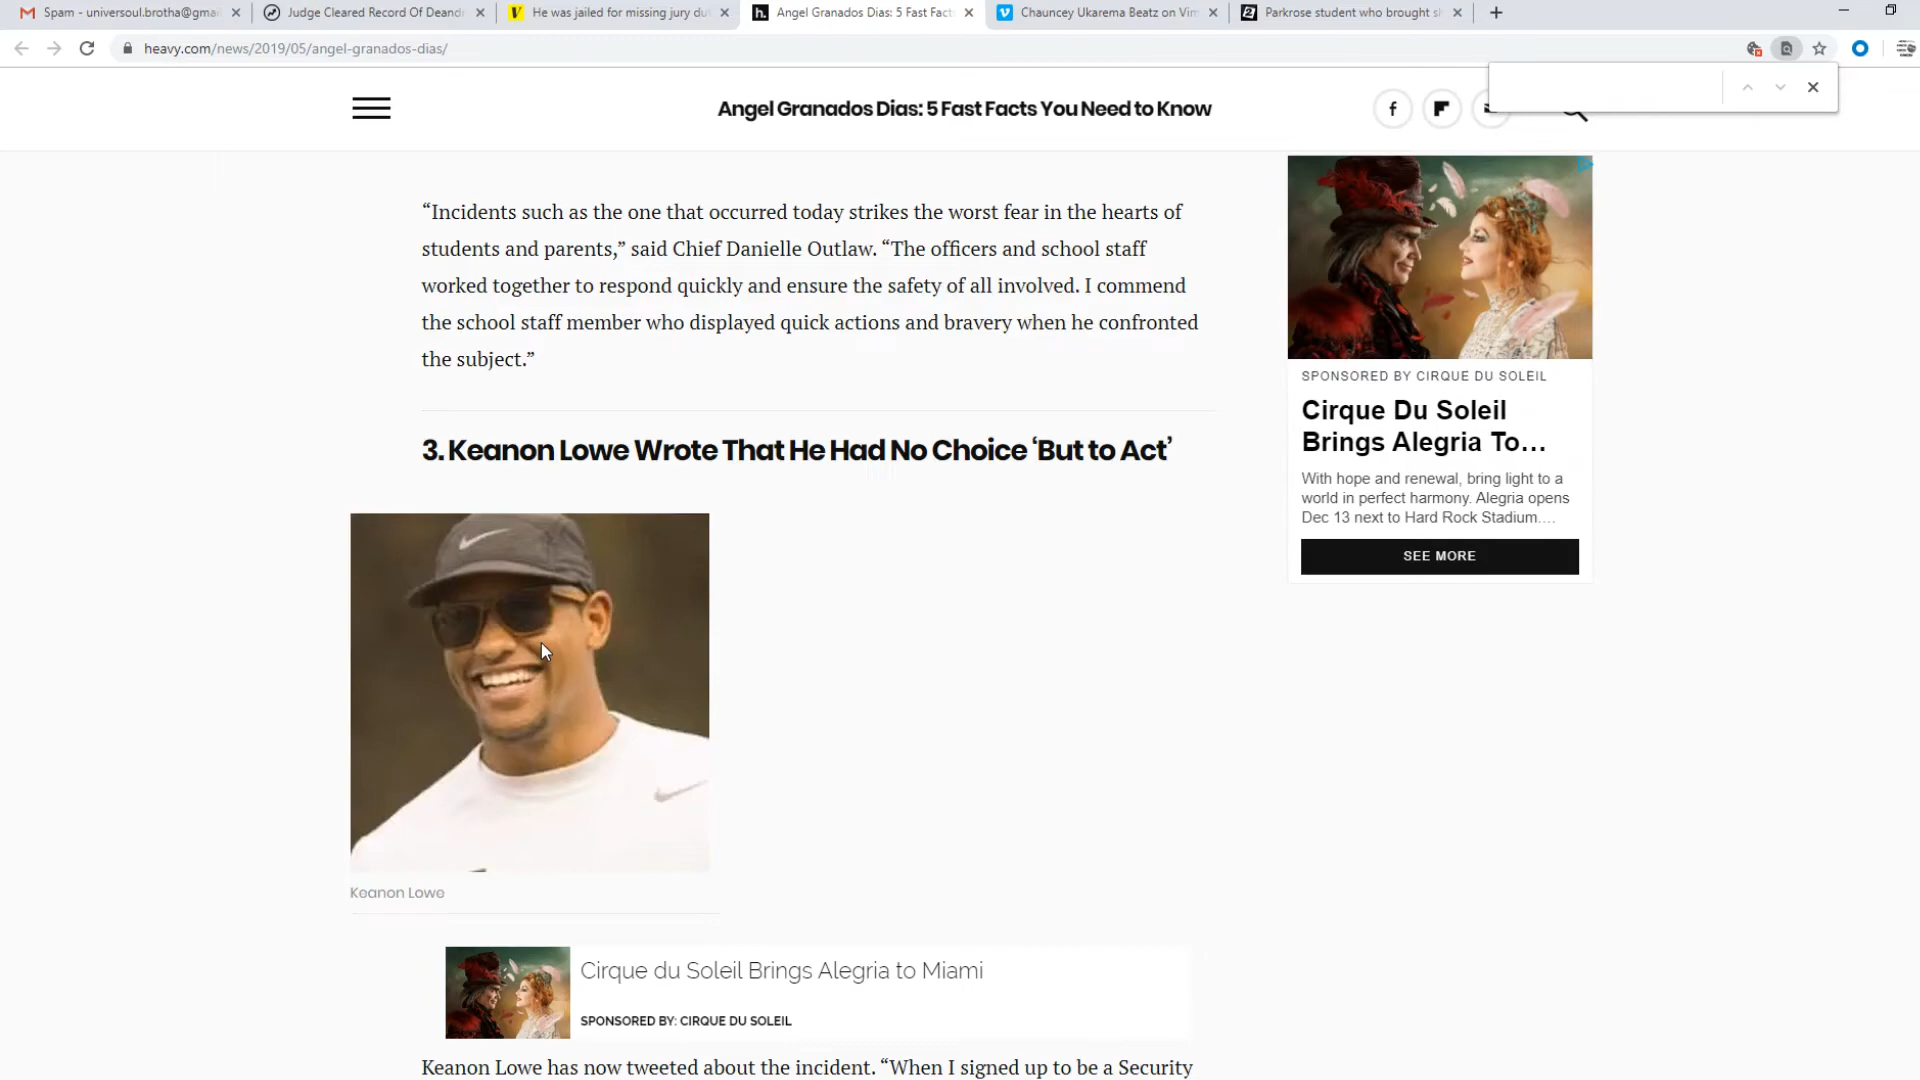 Spam - universoul.brotha@gmai
Judge Cleared Record Of Deandr
He was jailed for missing jury dut
Angel Granados Dias: 5 Fast Fact
Chauncey Ukarema Beatz on Vim
Parkrose student who brought sh
heavy.com/news/2019/05/angel-granados-dias/
Angel Granados Dias: 5 Fast Facts You Need to Know
“Incidents such as the one that occurred today strikes the worst fear in the hearts of
students and parents,” said Chief Danielle Outlaw. “The officers and school staff
worked together to respond quickly and ensure the safety of all involved. I commend
the school staff member who displayed quick actions and bravery when he confronted
the subject.”
3. Keanon Lowe Wrote That He Had No Choice ‘But to Act’
Keanon Lowe
Cirque du Soleil Brings Alegria to Miami
SPONSORED BY: CIRQUE DU SOLEIL
Keanon Lowe has now tweeted about the incident. “When I signed up to be a Security
SPONSORED BY CIRQUE DU SOLEIL
Cirque Du Soleil
Brings Alegria To...
With hope and renewal, bring light to a
world in perfect harmony. Alegria opens
Dec 13 next to Hard Rock Stadium....
SEE MORE